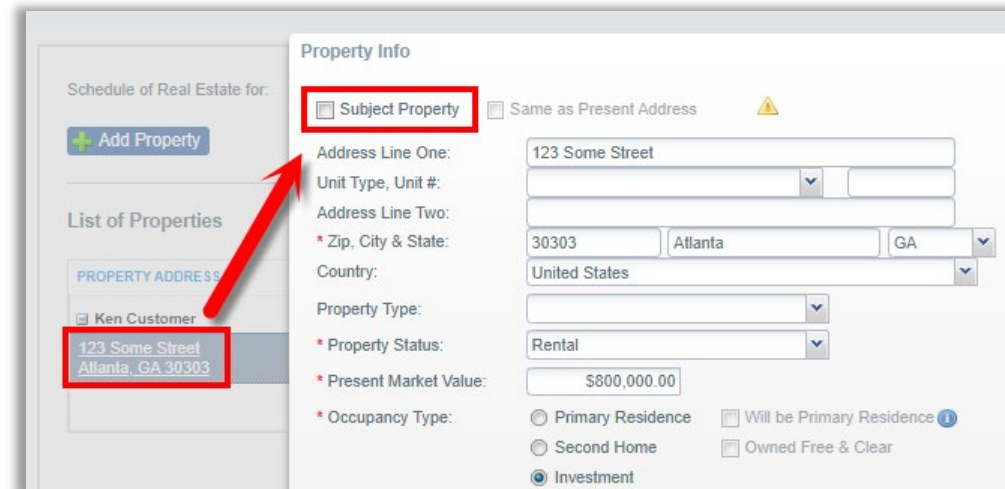 Property Info
Schedule of Real Estate for:
Subject Property Same as Present Address
Add Property
Address Line One: 123 Some Street
Unit Type, Unit #:
Address Line Two:
List of Properties
* Zip, City & State: 30303 Atlanta GA
Country: United States
PROPERTY ADDRESS
Property Type:
Ken Customer
* Property Status: Rental
123 Some Street
Atlanta, GA 30303
* Present Market Value: $800,000.00
* Occupancy Type: Primary Residence Will be Primary Residence
Second Home Owned Free & Clear
Investment